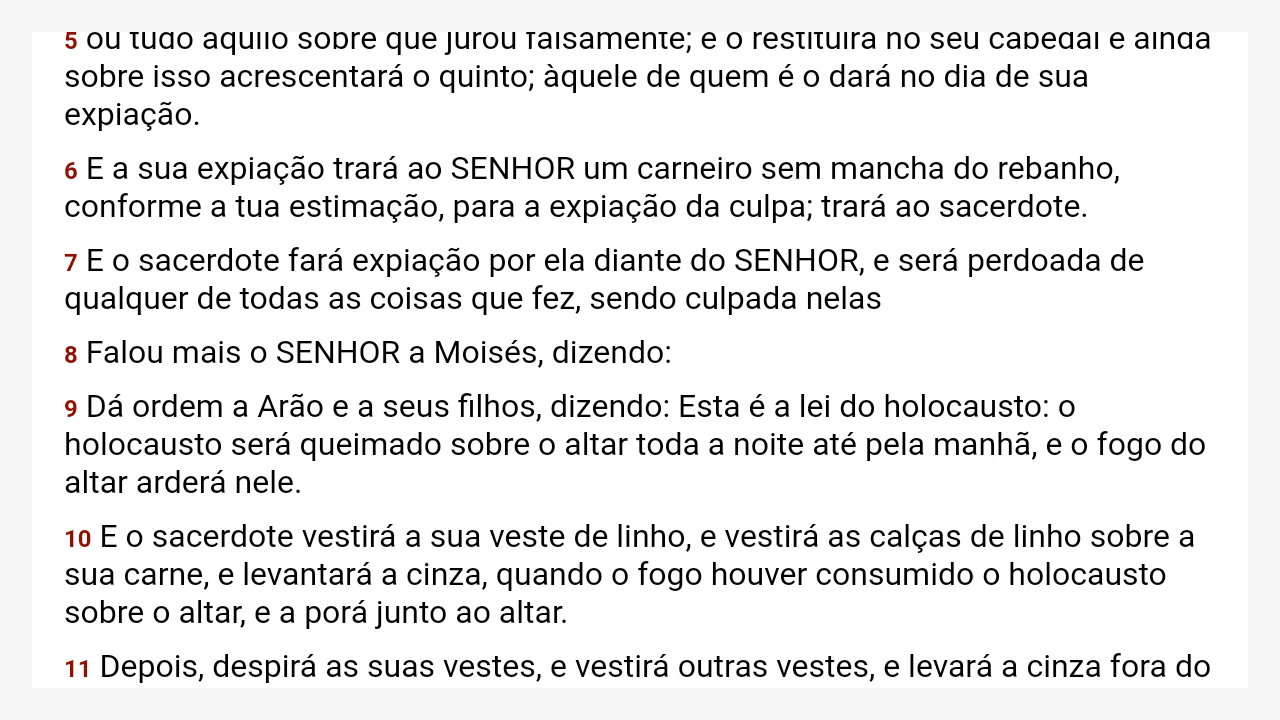 5 ou tudo aquilo sobre que jurou falsamente; e o restituirá no seu cabedal e ainda
sobre isso acrescentará o quinto; àquele de quem é o dará no dia de sua
expiação.
6 E a sua expiação trará ao SENHOR um carneiro sem mancha do rebanho,
conforme a tua estimação, para a expiação da culpa; trará ao sacerdote.
7 E o sacerdote fará expiação por ela diante do SENHOR, e será perdoada de
qualquer de todas as coisas que fez, sendo culpada nelas
8 Falou mais o SENHOR a Moisés, dizendo:
9 Dá ordem a Arão e a seus filhos, dizendo: Esta é a lei do holocausto: o
holocausto será queimado sobre o altar toda a noite até pela manhã, e o fogo do
altar arderá nele.
10 E o sacerdote vestirá a sua veste de linho, e vestirá as calças de linho sobre a
sua carne, e levantará a cinza, quando o fogo houver consumido o holocausto
sobre o altar, e a porá junto ao altar.
11 Depois, despirá as suas vestes, e vestirá outras vestes, e levará a cinza fora do